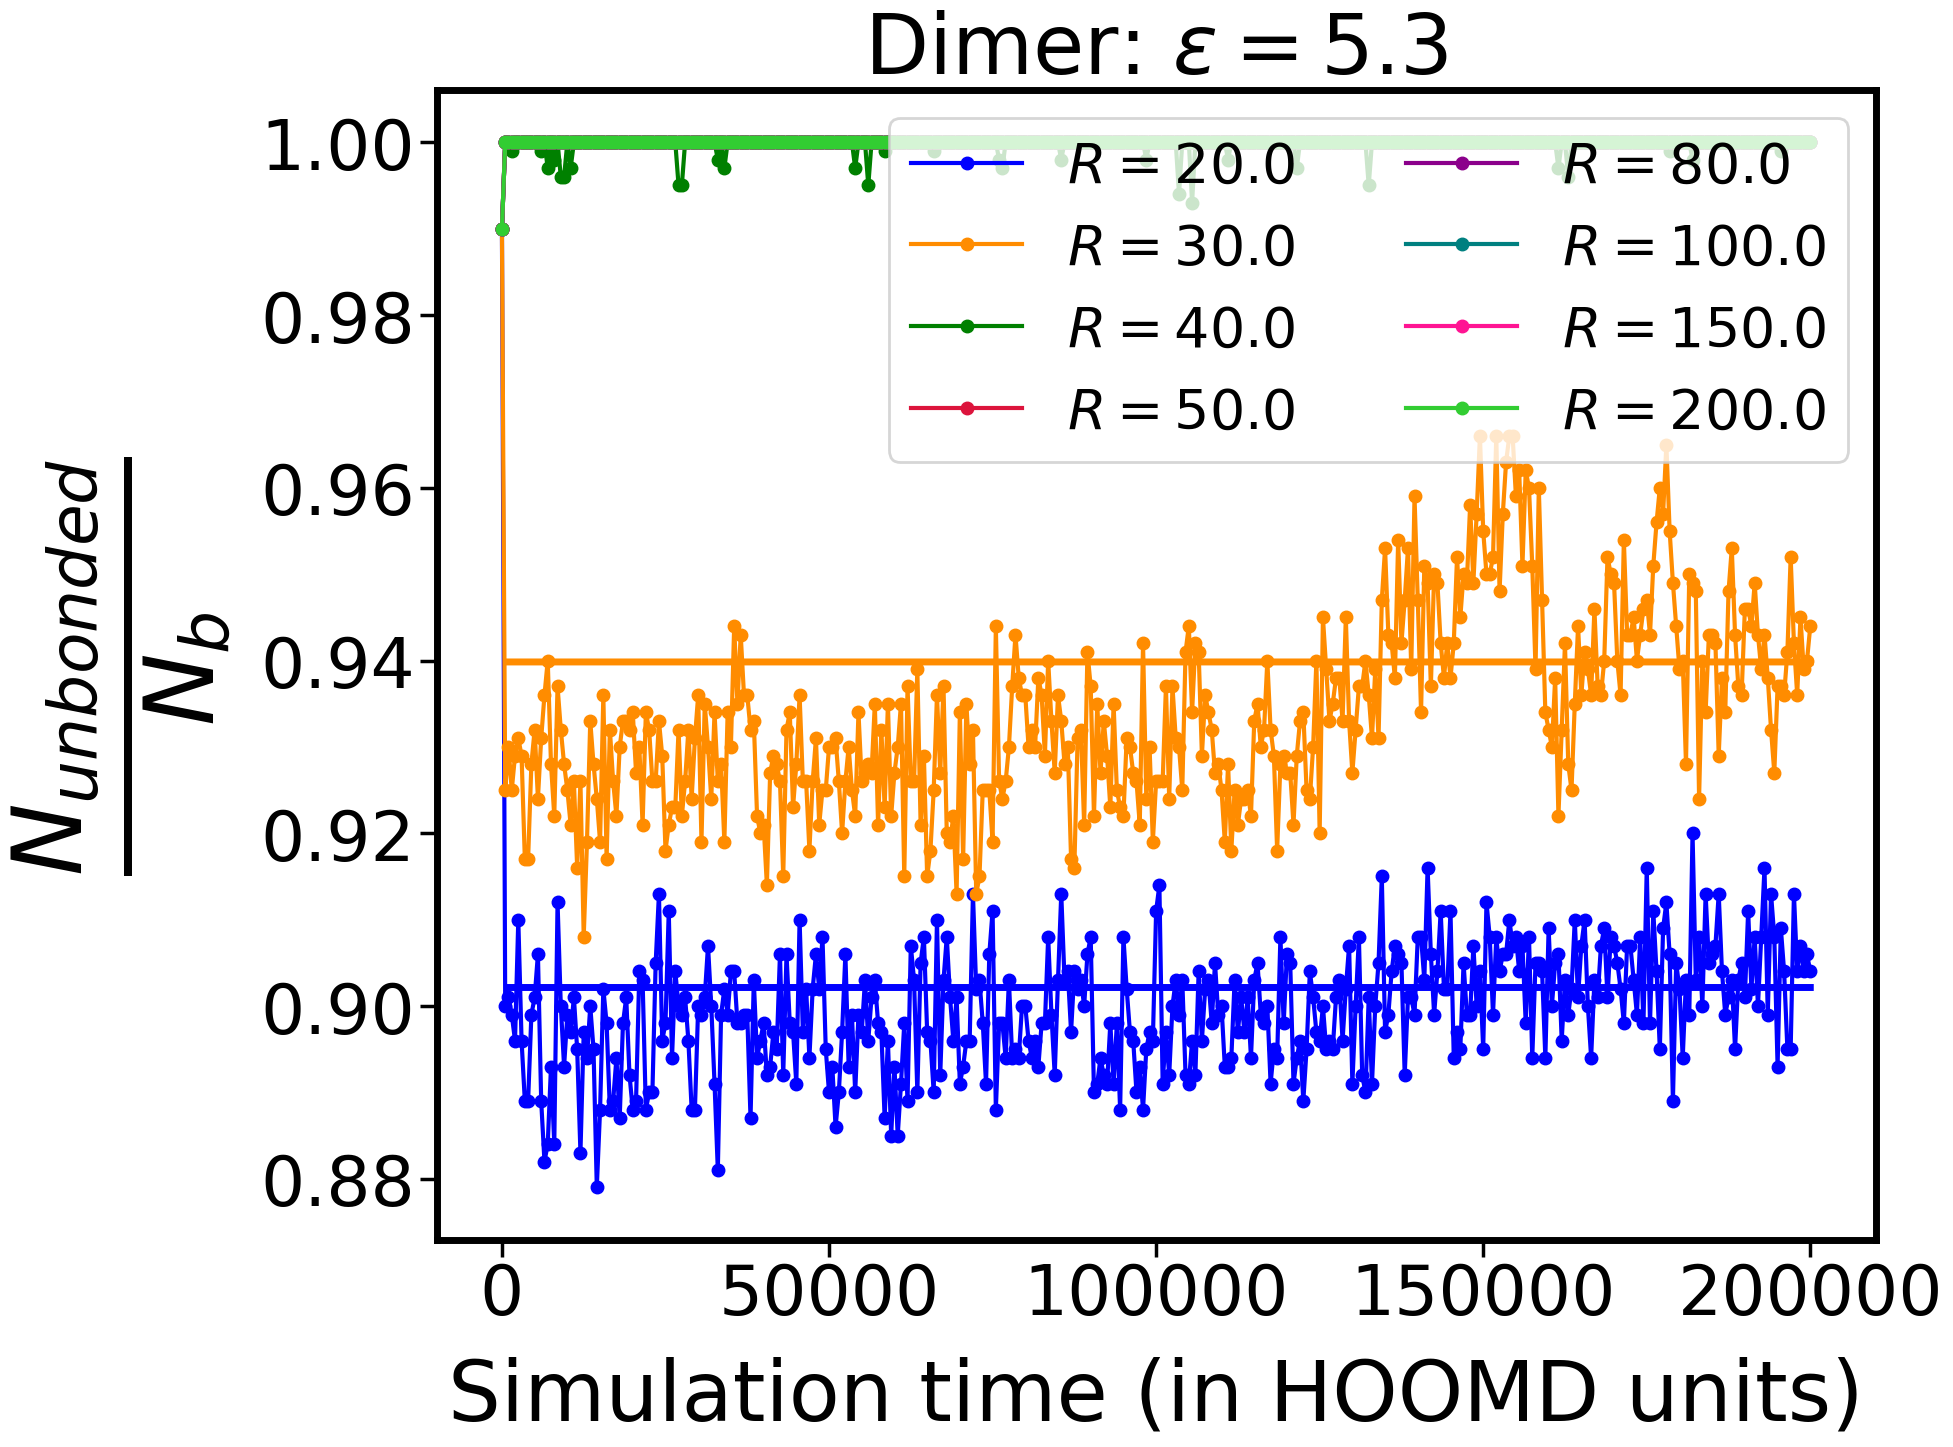 Dimer: ε = 5.3
1.00
0.98
0.96
0.94
0.92
0.90
0.88
N_unbonded
N_b
R = 20.0
R = 30.0
R = 40.0
R = 50.0
R = 80.0
R = 100.0
R = 150.0
R = 200.0
0 50000 100000 150000 200000
Simulation time (in HOOMD units)